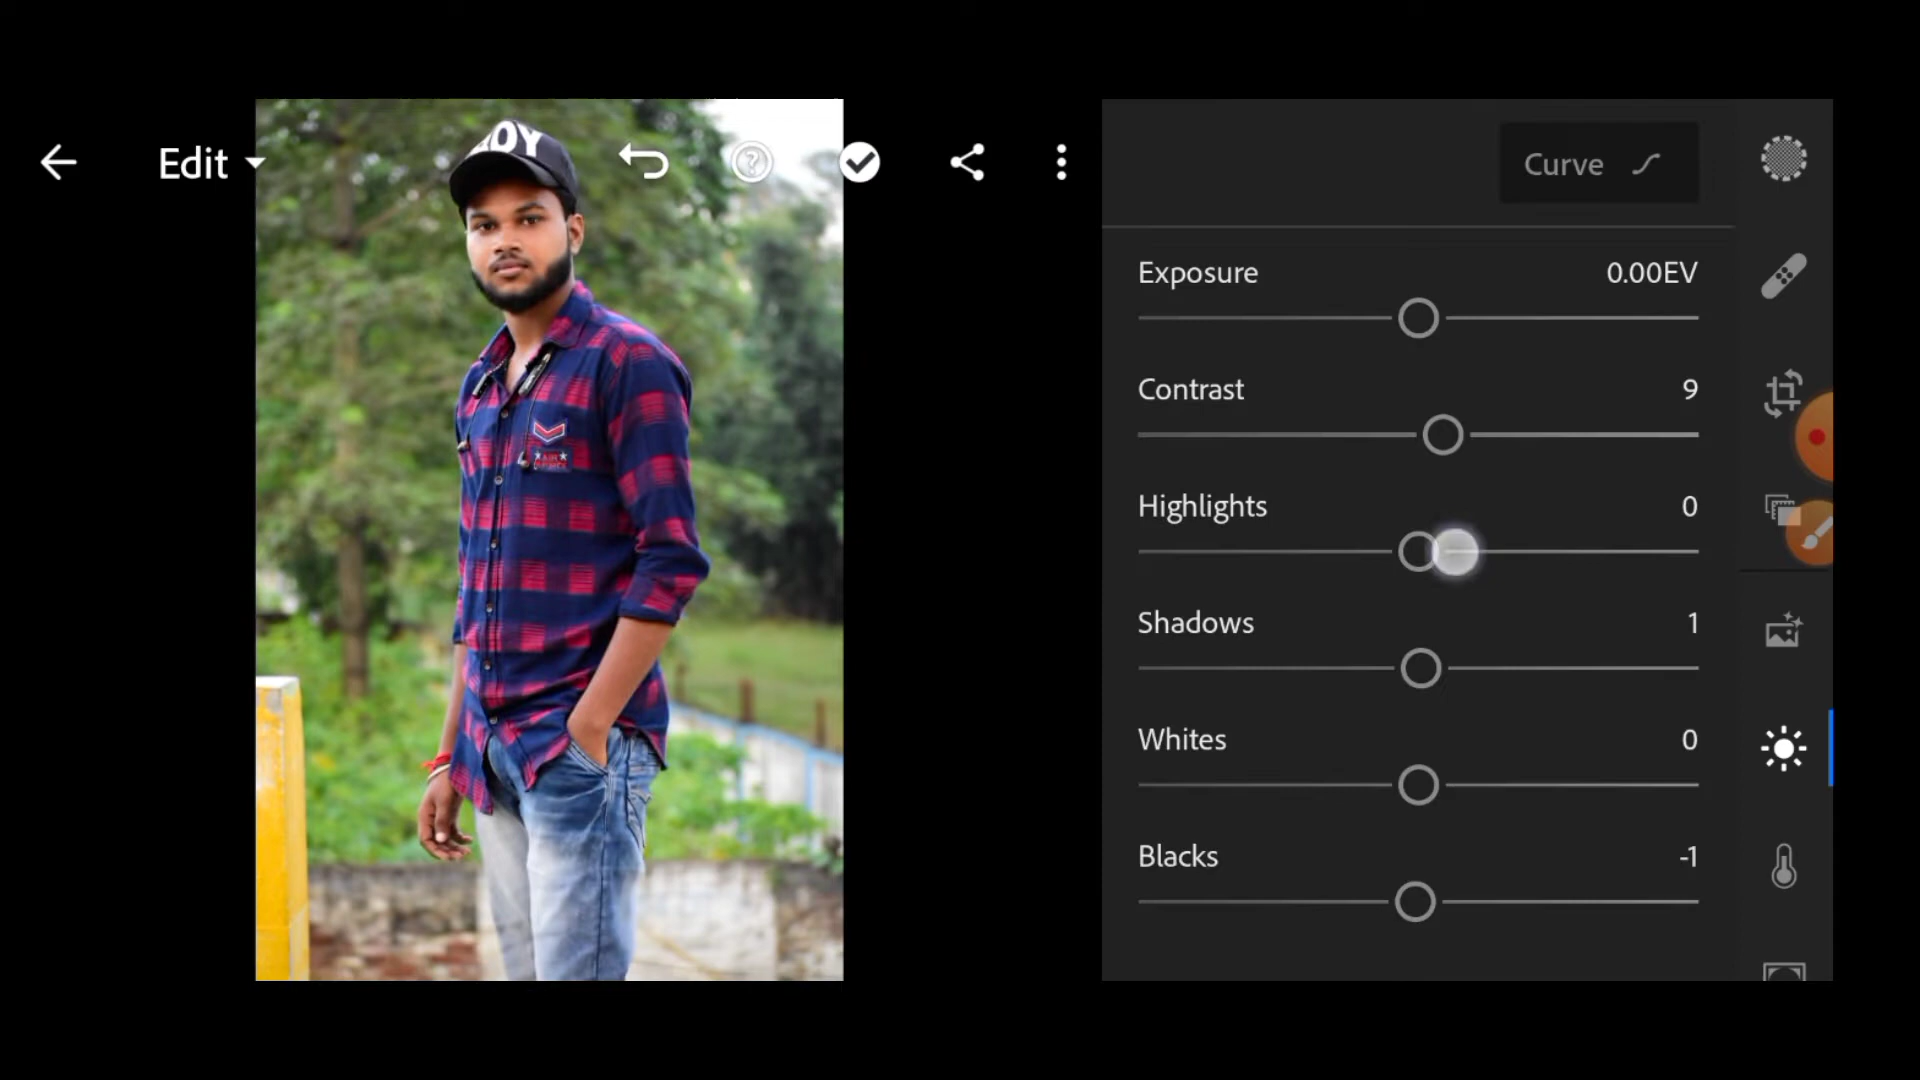 Edit
Curve
Exposure 0.00EV
Contrast 9
Highlights 0
Shadows 1
Whites 0
Blacks -1